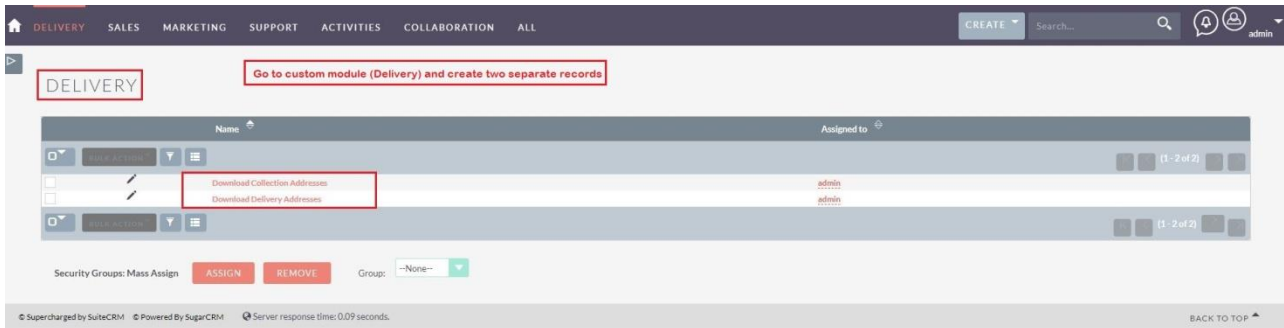 DELIVERY SALES MARKETING SUPPORT ACTIVITIES COLLABORATION ALL CREATE Search... 4 admin
Go to custom module (Delivery) and create two separate records
DELIVERY
Name Assigned to
BULK ACTION (1 - 2 of 2)
Download Collection Addresses admin
Download Delivery Addresses admin
BULK ACTION (1 - 2 of 2)
Security Groups: Mass Assign ASSIGN REMOVE Group: --None--
© Supercharged by SuiteCRM © Powered By SugarCRM Server response time: 0.09 seconds. BACK TO TOP